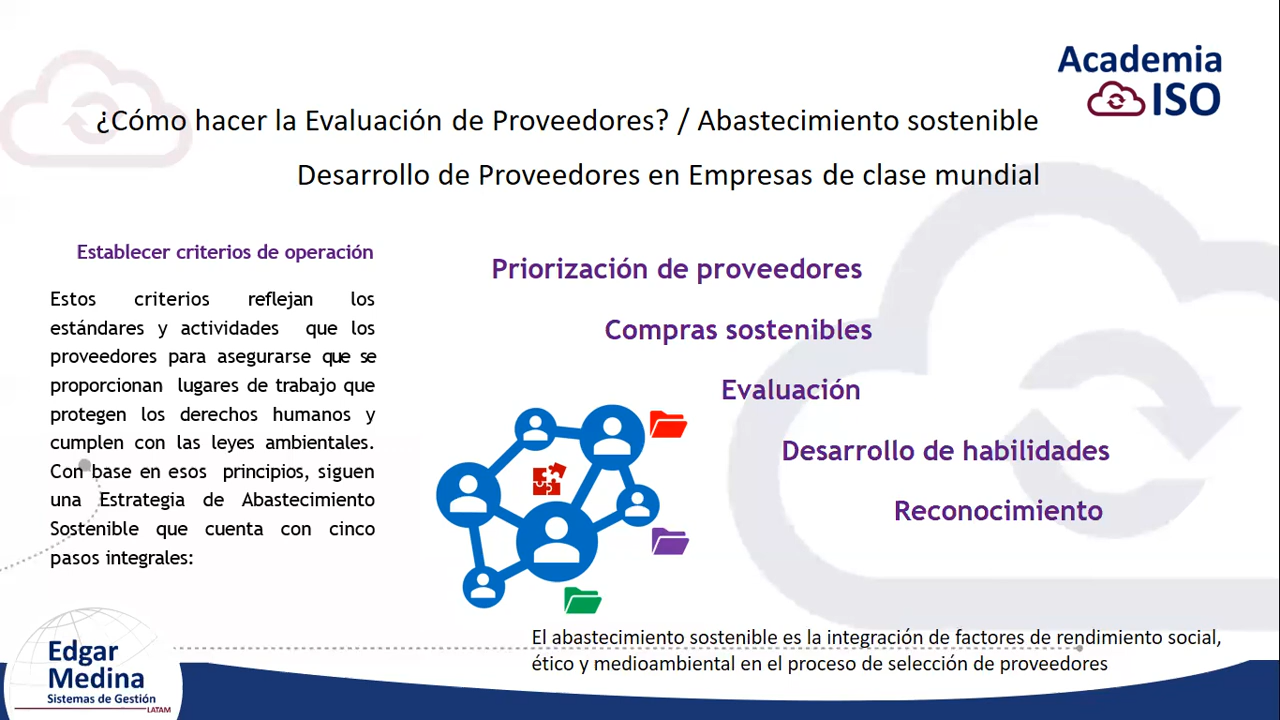 Academia
ISO
¿Cómo hacer la Evaluación de Proveedores? / Abastecimiento sostenible
Desarrollo de Proveedores en Empresas de clase mundial
Establecer criterios de operación
Estos criterios reflejan los
estándares y actividades que los
proveedores para asegurarse que se
proporcionan lugares de trabajo que
protegen los derechos humanos y
cumplen con las leyes ambientales.
Con base en esos principios, siguen
una Estrategia de Abastecimiento
Sostenible que cuenta con cinco
pasos integrales:
Priorización de proveedores
Compras sostenibles
Evaluación
Desarrollo de habilidades
Reconocimiento
El abastecimiento sostenible es la integración de factores de rendimiento social,
ético y medioambiental en el proceso de selección de proveedores
Edgar
Medina
Sistemas de Gestión
LATAM